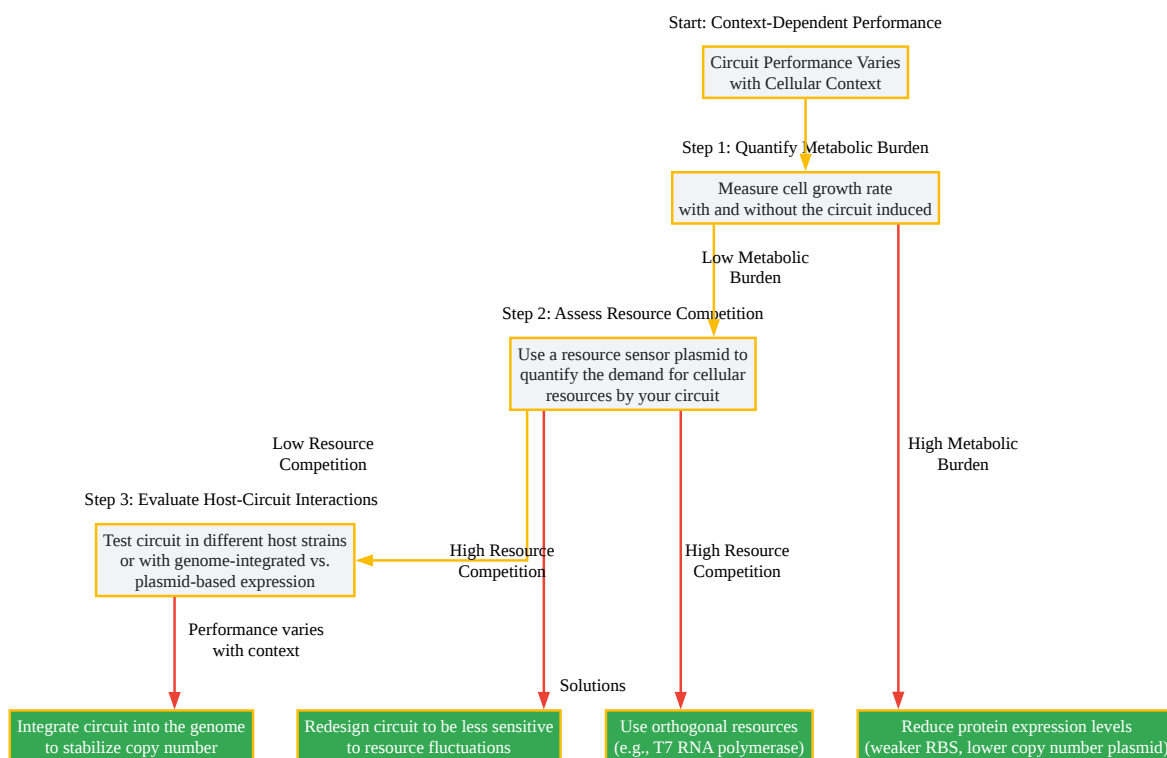 Start: Context-Dependent Performance
Circuit Performance Varies
with Cellular Context
Step 1: Quantify Metabolic Burden
Measure cell growth rate
with and without the circuit induced
Low Metabolic
Burden
Step 2: Assess Resource Competition
Use a resource sensor plasmid to
quantify the demand for cellular
resources by your circuit
Low Resource
Competition
High Metabolic
Burden
Step 3: Evaluate Host-Circuit Interactions
Test circuit in different host strains
or with genome-integrated vs.
plasmid-based expression
High Resource
Competition
High Resource
Competition
Performance varies
with context
Solutions
Integrate circuit into the genome
to stabilize copy number
Redesign circuit to be less sensitive
to resource fluctuations
Use orthogonal resources
(e.g., T7 RNA polymerase)
Reduce protein expression levels
(weaker RBS, lower copy number plasmid)